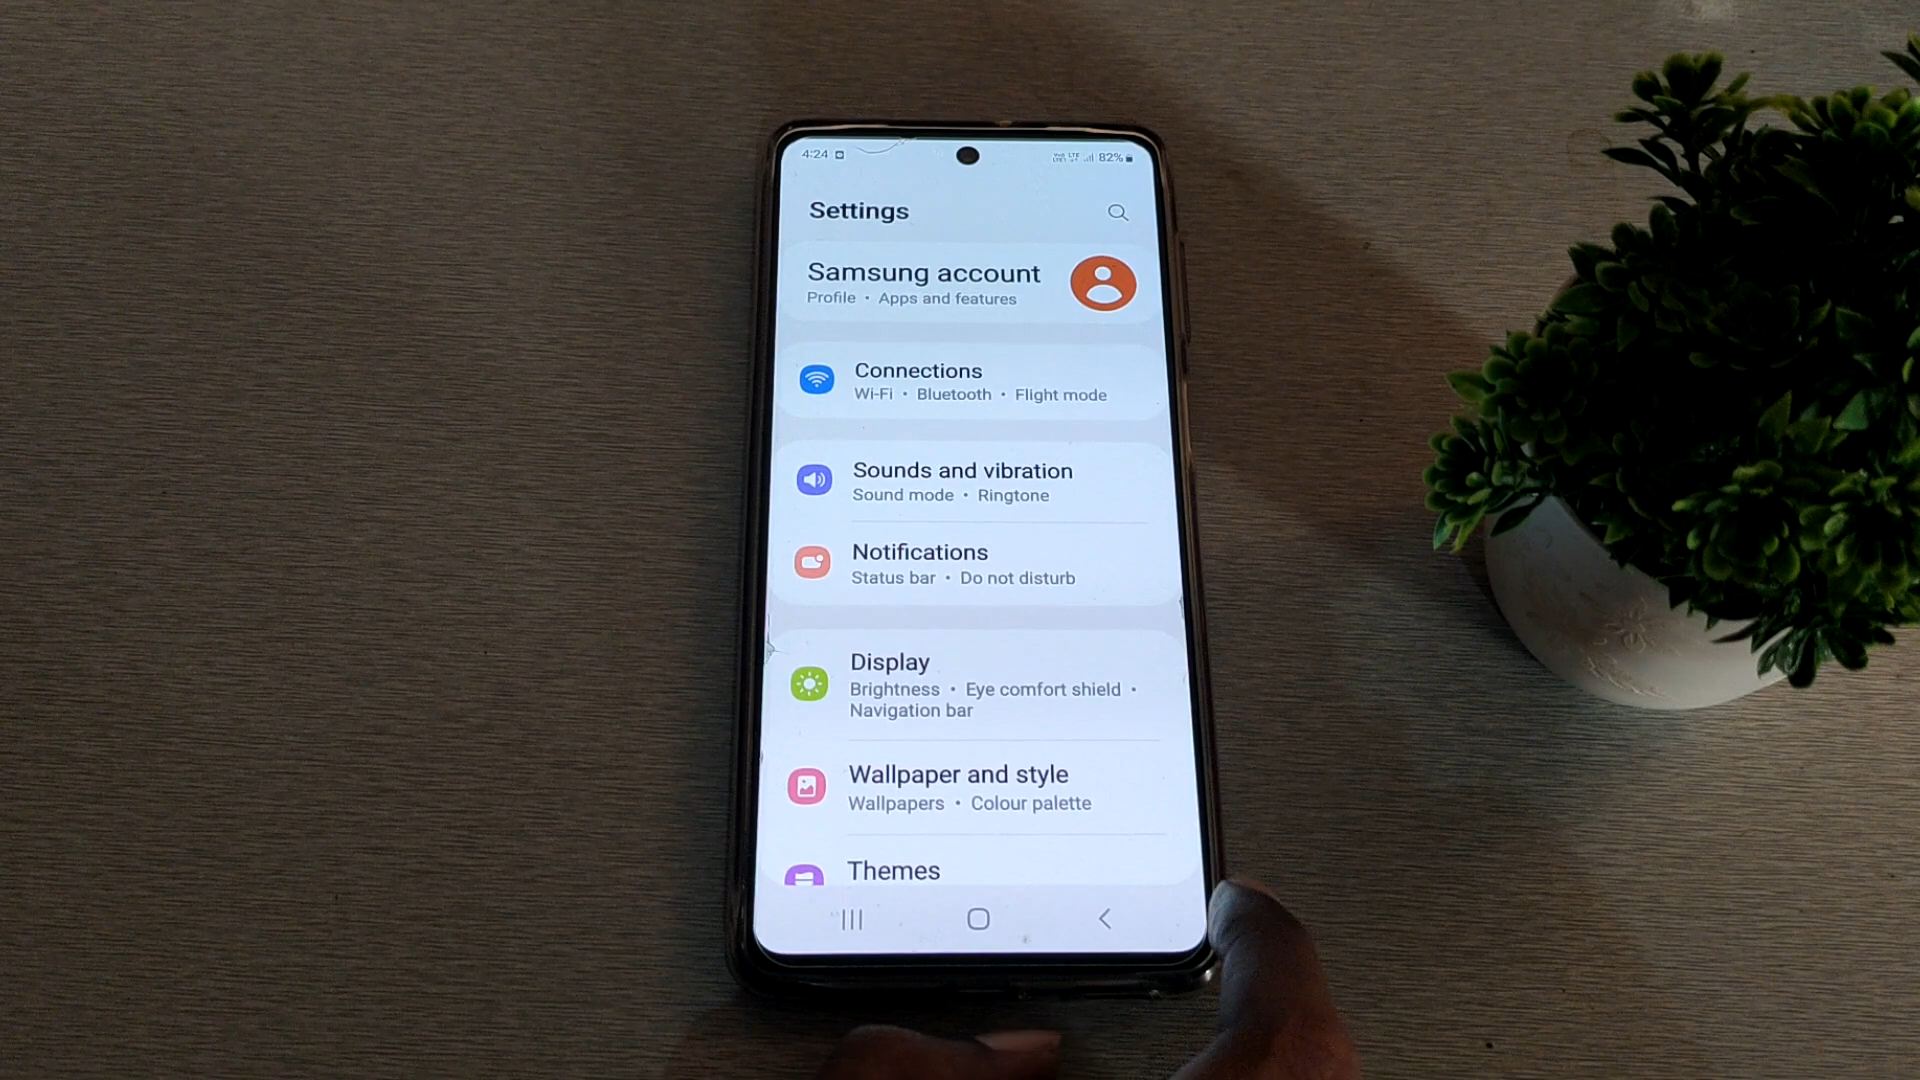 4:24
82%
Settings
Samsung account
Profile • Apps and features
Connections
Wi-Fi • Bluetooth • Flight mode
Sounds and vibration
Sound mode • Ringtone
Notifications
Status bar • Do not disturb
Display
Brightness • Eye comfort shield •
Navigation bar
Wallpaper and style
Wallpapers • Colour palette
Themes